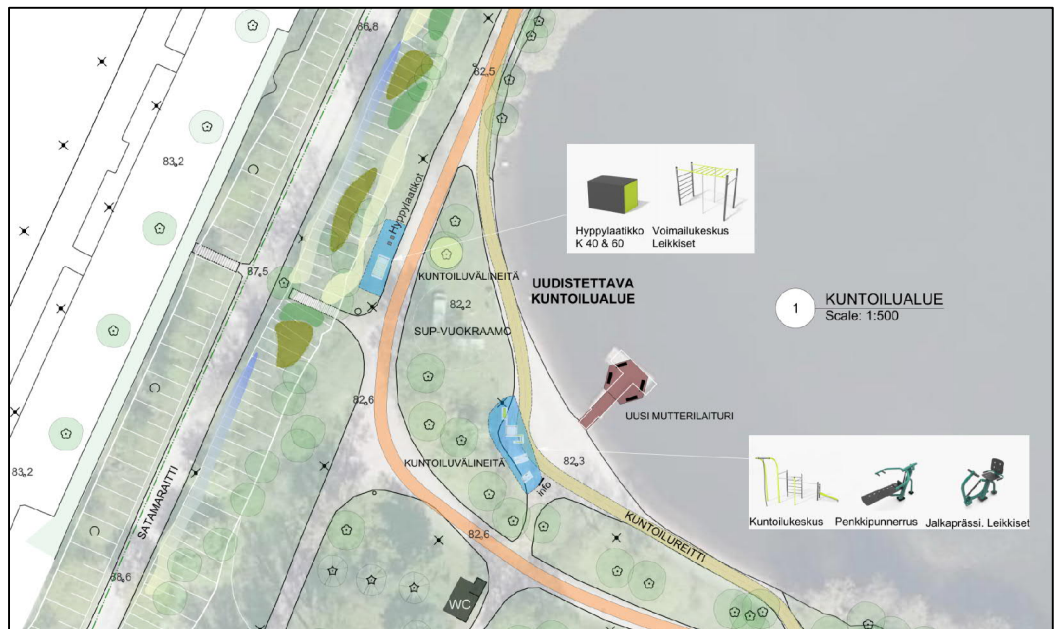 86,8
82,5
83,2
Hyppylaatikot
Hyppylaatikko Voimailukeskus
K 40 & 60 Leikkiset
87,5
KUNTOILUVÄLINEITÄ
UUDISTETTAVA
KUNTOILUALUE
82,2
1
KUNTOILUALUE
Scale: 1:500
SUP-VUOKRAAMO
82,6
UUSI MUTTERILAITURI
KUNTOILUVÄLINEITÄ
82,3
83,2
info
SATAMARAITTI
KUNTOILUREITTI
Kuntoilukeskus Penkkipunnerrus Jalkaprässi. Leikkiset
82,6
88,6
WC